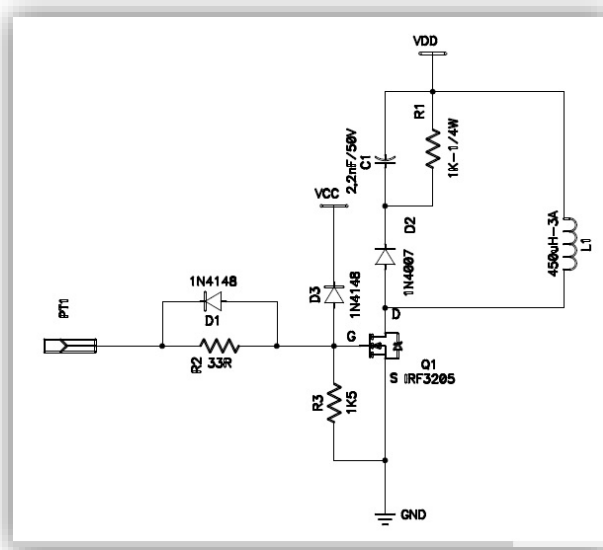 VDD
R1
1K-1/4W
2,2nF/50V
C1
VCC
D2
1N4007
450uH-3A
L1
1N4148
D1
D3
1N4148
PT1
R2 33R
G
D
S
Q1
IRF3205
R3
1K5
GND